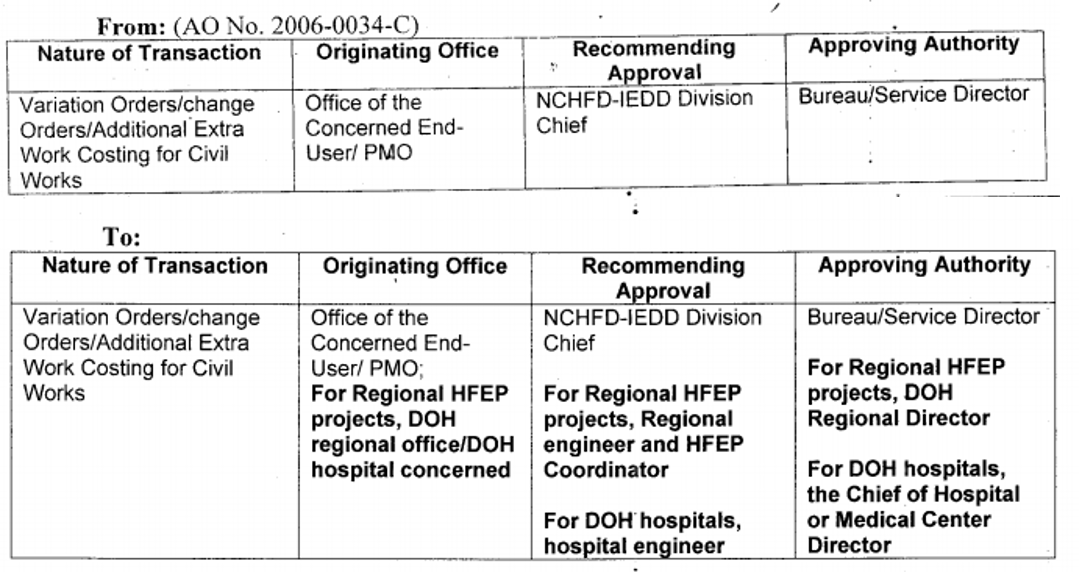 From: (AO No. 2006-0034-C)
Nature of Transaction
Originating Office
Recommending
Approval
Approving Authority
Variation Orders/change
Orders/Additional Extra
Work Costing for Civil
Works
Office of the
Concerned End-
User/ PMO
NCHFD-IEDD Division
Chief
Bureau/Service Director
To:
Nature of Transaction
Originating Office
Recommending
Approval
Approving Authority
Variation Orders/change
Orders/Additional Extra
Work Costing for Civil
Works
Office of the
Concerned End-
User/ PMO;
For Regional HFEP
projects, DOH
regional office/DOH
hospital concerned
NCHFD-IEDD Division
Chief
For Regional HFEP
projects, Regional
engineer and HFEP
Coordinator
For DOH hospitals,
hospital engineer
Bureau/Service Director
For Regional HFEP
projects, DOH
Regional Director
For DOH hospitals,
the Chief of Hospital
or Medical Center
Director